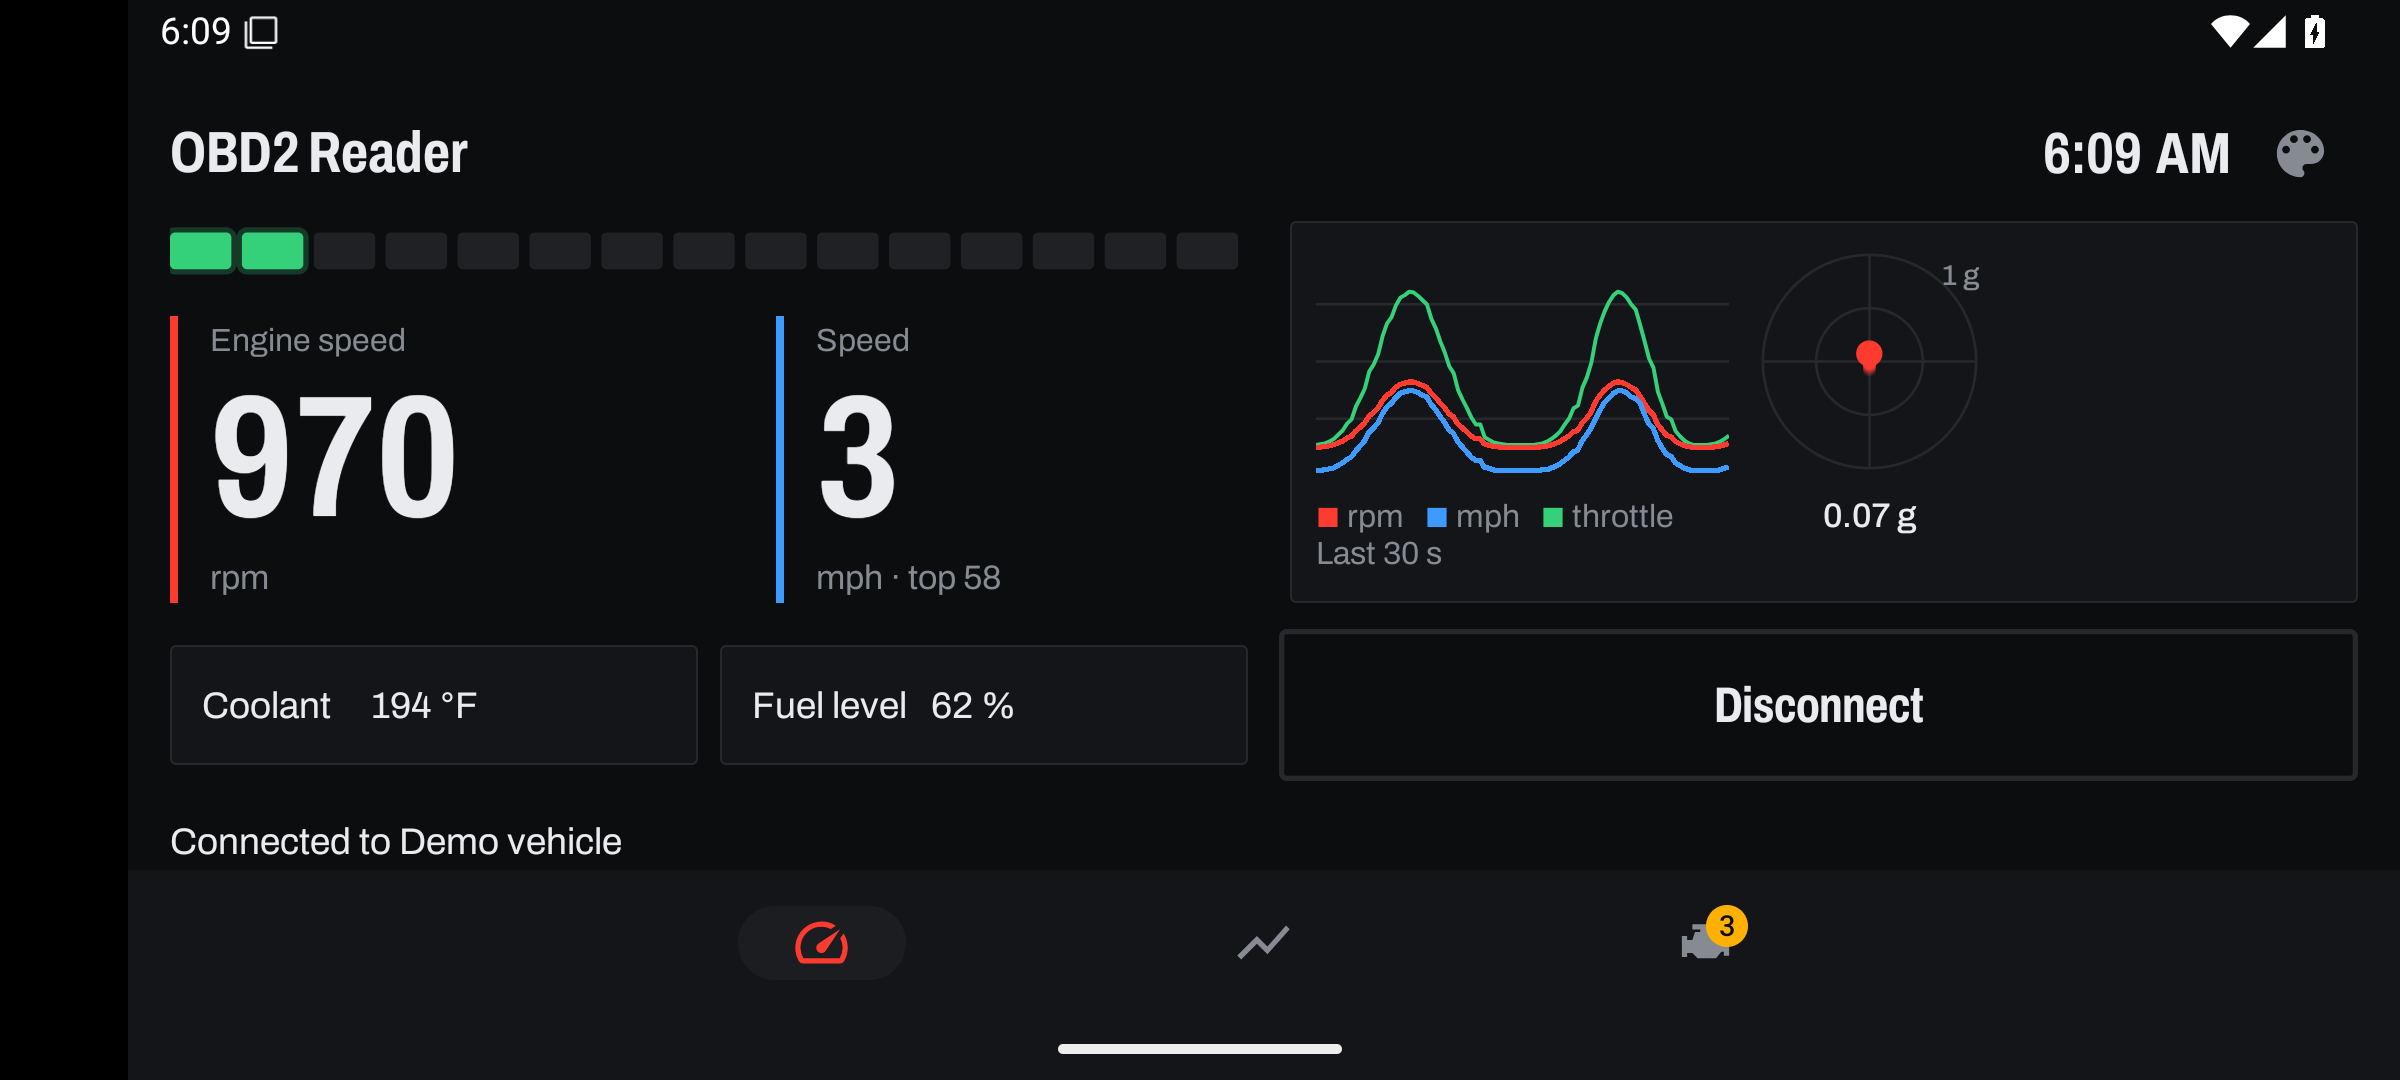 6:09
OBD2 Reader
6:09 AM
Engine speed
970
rpm
Speed
3
mph · top 58
1 g
rpm mph throttle
Last 30 s
0.07 g
Coolant 194 °F
Fuel level 62 %
Disconnect
Connected to Demo vehicle
3